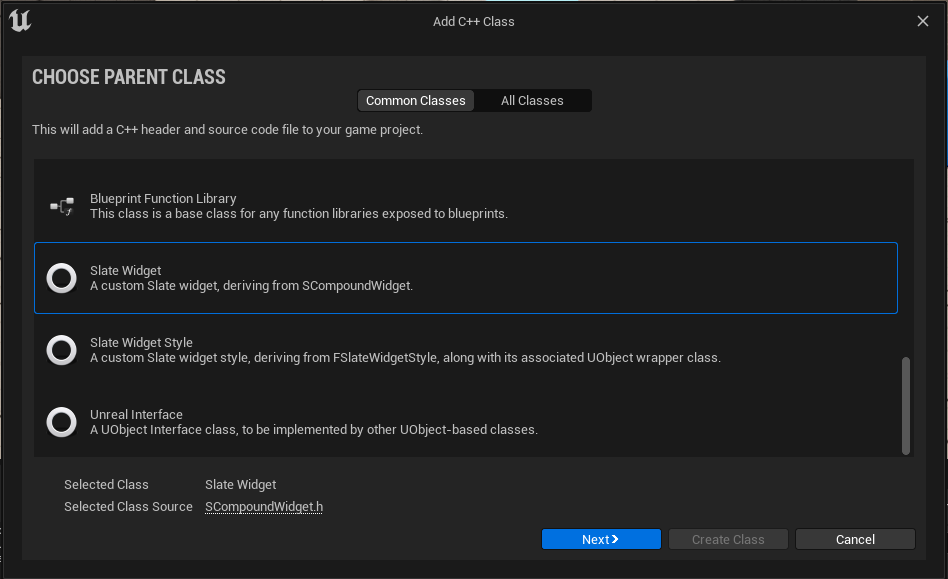 Add C++ Class
CHOOSE PARENT CLASS
Common Classes
All Classes
This will add a C++ header and source code file to your game project.
Blueprint Function Library
This class is a base class for any function libraries exposed to blueprints.
Slate Widget
A custom Slate widget, deriving from SCompoundWidget.
Slate Widget Style
A custom Slate widget style, deriving from FSlateWidgetStyle, along with its associated UObject wrapper class.
Unreal Interface
A UObject Interface class, to be implemented by other UObject-based classes.
Selected Class
Slate Widget
Selected Class Source
SCompoundWidget.h
Next
Create Class
Cancel